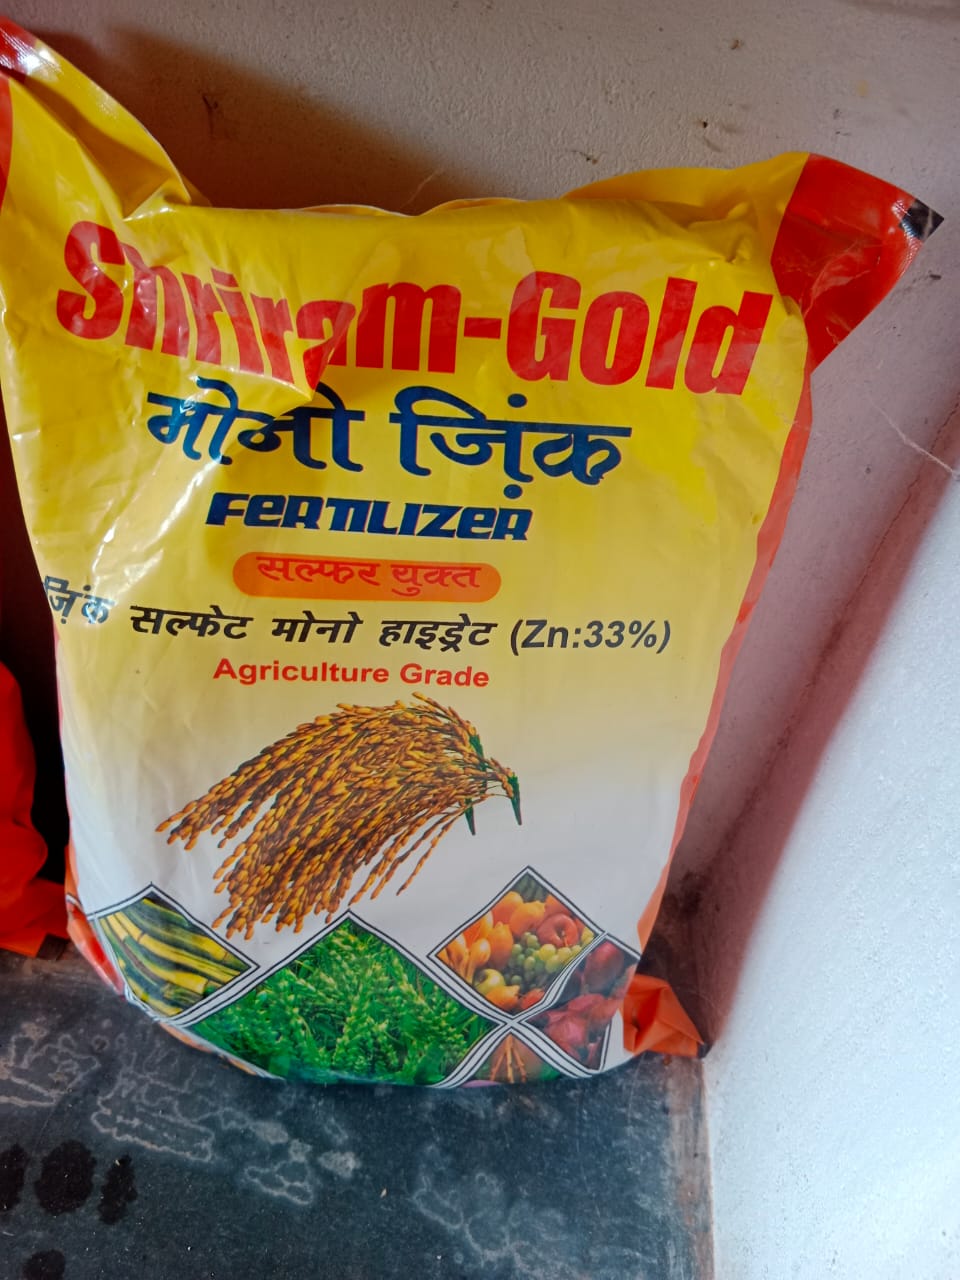 Shriram-Gold
मोनो ज़िंक
FERTILIZER
सल्फर युक्त
ज़िंक सल्फेट मोनो हाइड्रेट (Zn:33%)
Agriculture Grade